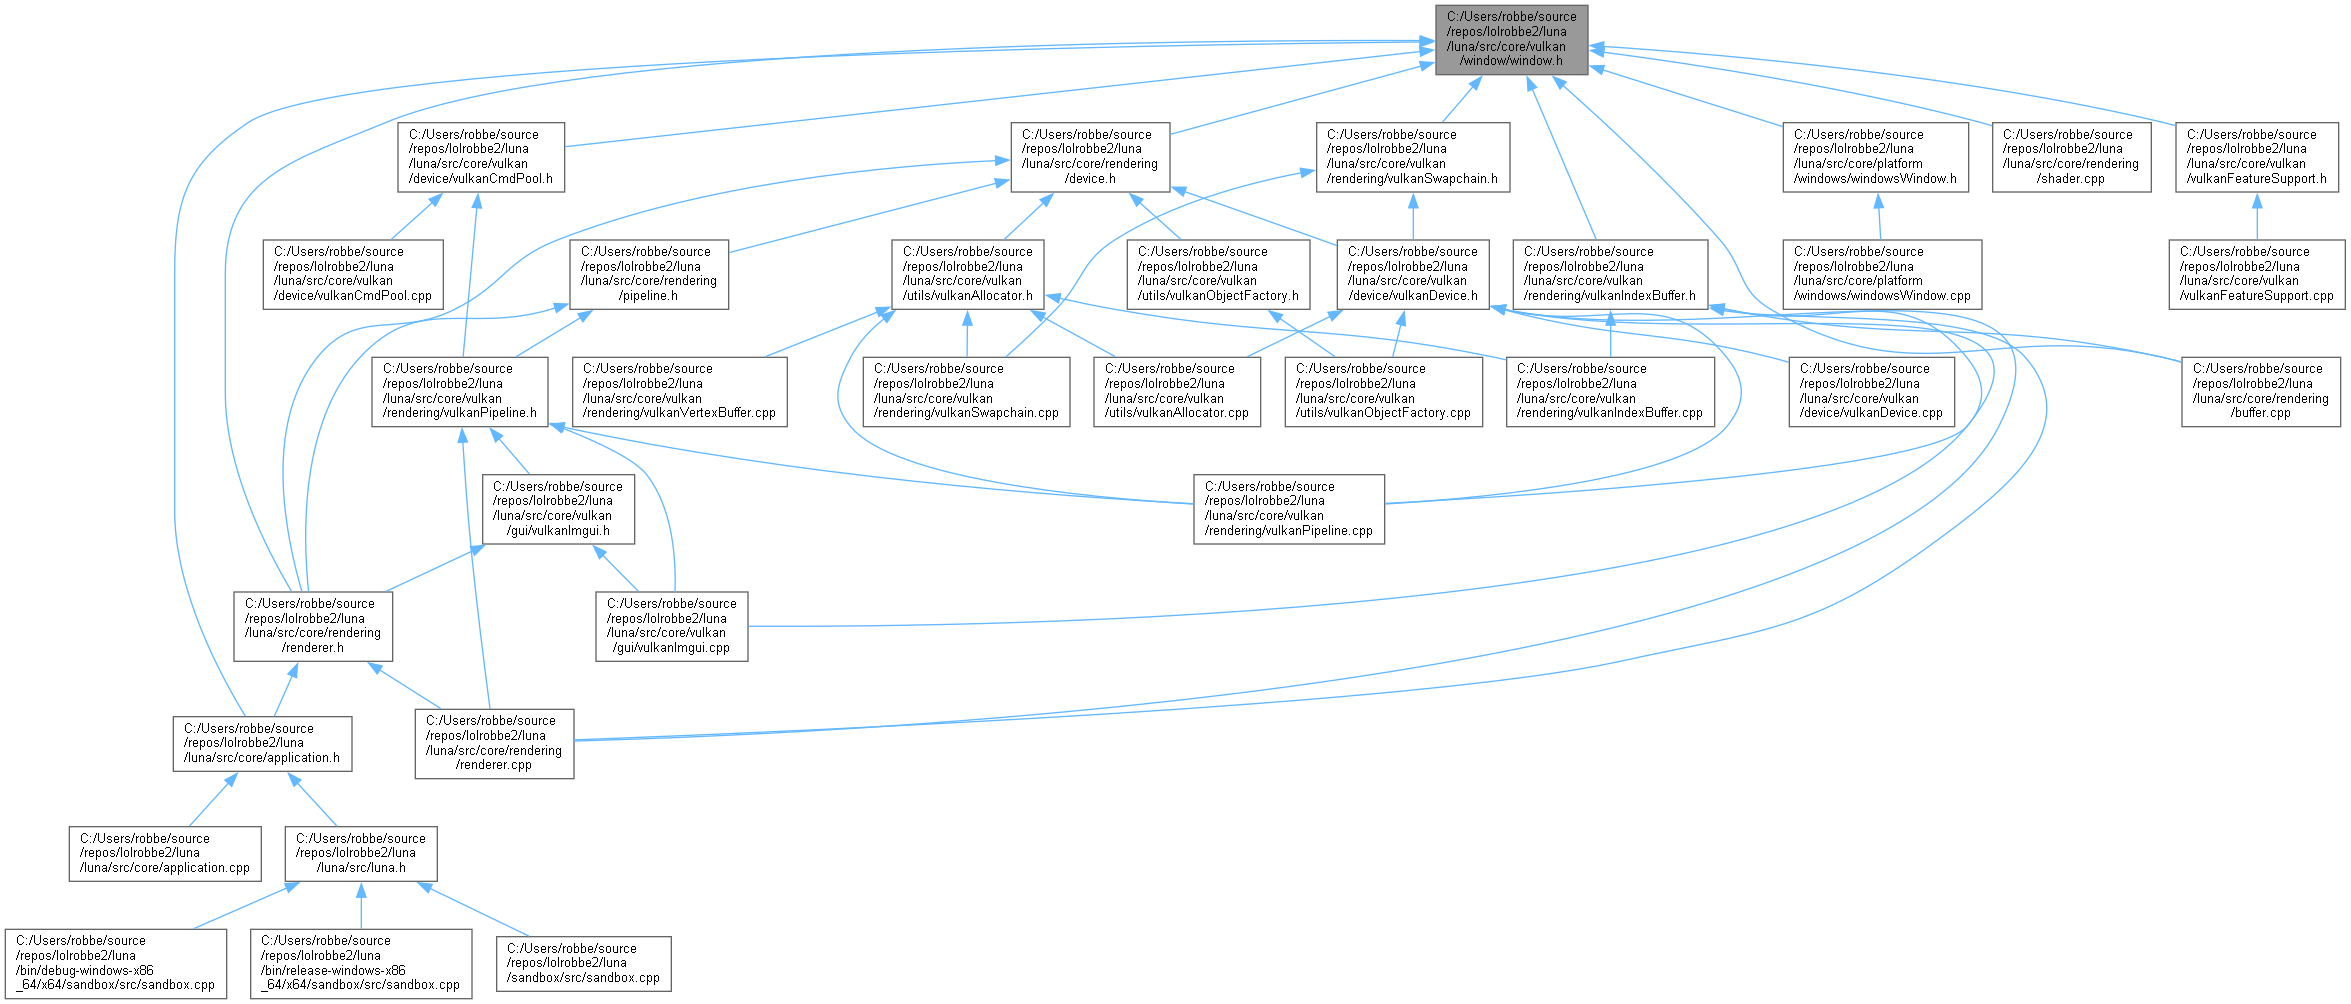 C:/Users/robbe/source
/repos/lolrobbe2/luna
/luna/src/core/vulkan
/window/window.h
C:/Users/robbe/source
/repos/lolrobbe2/luna
/luna/src/core/vulkan
/device/vulkanCmdPool.h
C:/Users/robbe/source
/repos/lolrobbe2/luna
/luna/src/core/rendering
/device.h
C:/Users/robbe/source
/repos/lolrobbe2/luna
/luna/src/core/vulkan
/rendering/vulkanSwapchain.h
C:/Users/robbe/source
/repos/lolrobbe2/luna
/luna/src/core/platform
/windows/windowsWindow.h
C:/Users/robbe/source
/repos/lolrobbe2/luna
/luna/src/core/rendering
/shader.cpp
C:/Users/robbe/source
/repos/lolrobbe2/luna
/luna/src/core/vulkan
/vulkanFeatureSupport.h
C:/Users/robbe/source
/repos/lolrobbe2/luna
/luna/src/core/vulkan
/device/vulkanCmdPool.cpp
C:/Users/robbe/source
/repos/lolrobbe2/luna
/luna/src/core/rendering
/pipeline.h
C:/Users/robbe/source
/repos/lolrobbe2/luna
/luna/src/core/vulkan
/utils/vulkanAllocator.h
C:/Users/robbe/source
/repos/lolrobbe2/luna
/luna/src/core/vulkan
/utils/vulkanObjectFactory.h
C:/Users/robbe/source
/repos/lolrobbe2/luna
/luna/src/core/vulkan
/device/vulkanDevice.h
C:/Users/robbe/source
/repos/lolrobbe2/luna
/luna/src/core/vulkan
/rendering/vulkanIndexBuffer.h
C:/Users/robbe/source
/repos/lolrobbe2/luna
/luna/src/core/platform
/windows/windowsWindow.cpp
C:/Users/robbe/source
/repos/lolrobbe2/luna
/luna/src/core/vulkan
/vulkanFeatureSupport.cpp
C:/Users/robbe/source
/repos/lolrobbe2/luna
/luna/src/core/vulkan
/rendering/vulkanPipeline.h
C:/Users/robbe/source
/repos/lolrobbe2/luna
/luna/src/core/vulkan
/rendering/vulkanVertexBuffer.cpp
C:/Users/robbe/source
/repos/lolrobbe2/luna
/luna/src/core/vulkan
/rendering/vulkanSwapchain.cpp
C:/Users/robbe/source
/repos/lolrobbe2/luna
/luna/src/core/vulkan
/utils/vulkanAllocator.cpp
C:/Users/robbe/source
/repos/lolrobbe2/luna
/luna/src/core/vulkan
/utils/vulkanObjectFactory.cpp
C:/Users/robbe/source
/repos/lolrobbe2/luna
/luna/src/core/vulkan
/rendering/vulkanIndexBuffer.cpp
C:/Users/robbe/source
/repos/lolrobbe2/luna
/luna/src/core/vulkan
/device/vulkanDevice.cpp
C:/Users/robbe/source
/repos/lolrobbe2/luna
/luna/src/core/rendering
/buffer.cpp
C:/Users/robbe/source
/repos/lolrobbe2/luna
/luna/src/core/vulkan
/gui/vulkanImgui.h
C:/Users/robbe/source
/repos/lolrobbe2/luna
/luna/src/core/vulkan
/rendering/vulkanPipeline.cpp
C:/Users/robbe/source
/repos/lolrobbe2/luna
/luna/src/core/rendering
/renderer.h
C:/Users/robbe/source
/repos/lolrobbe2/luna
/luna/src/core/vulkan
/gui/vulkanImgui.cpp
C:/Users/robbe/source
/repos/lolrobbe2/luna
/luna/src/core/application.h
C:/Users/robbe/source
/repos/lolrobbe2/luna
/luna/src/core/rendering
/renderer.cpp
C:/Users/robbe/source
/repos/lolrobbe2/luna
/luna/src/core/application.cpp
C:/Users/robbe/source
/repos/lolrobbe2/luna
/luna/src/luna.h
C:/Users/robbe/source
/repos/lolrobbe2/luna
/bin/debug-windows-x86
_64/x64/sandbox/src/sandbox.cpp
C:/Users/robbe/source
/repos/lolrobbe2/luna
/bin/release-windows-x86
_64/x64/sandbox/src/sandbox.cpp
C:/Users/robbe/source
/repos/lolrobbe2/luna
/sandbox/src/sandbox.cpp